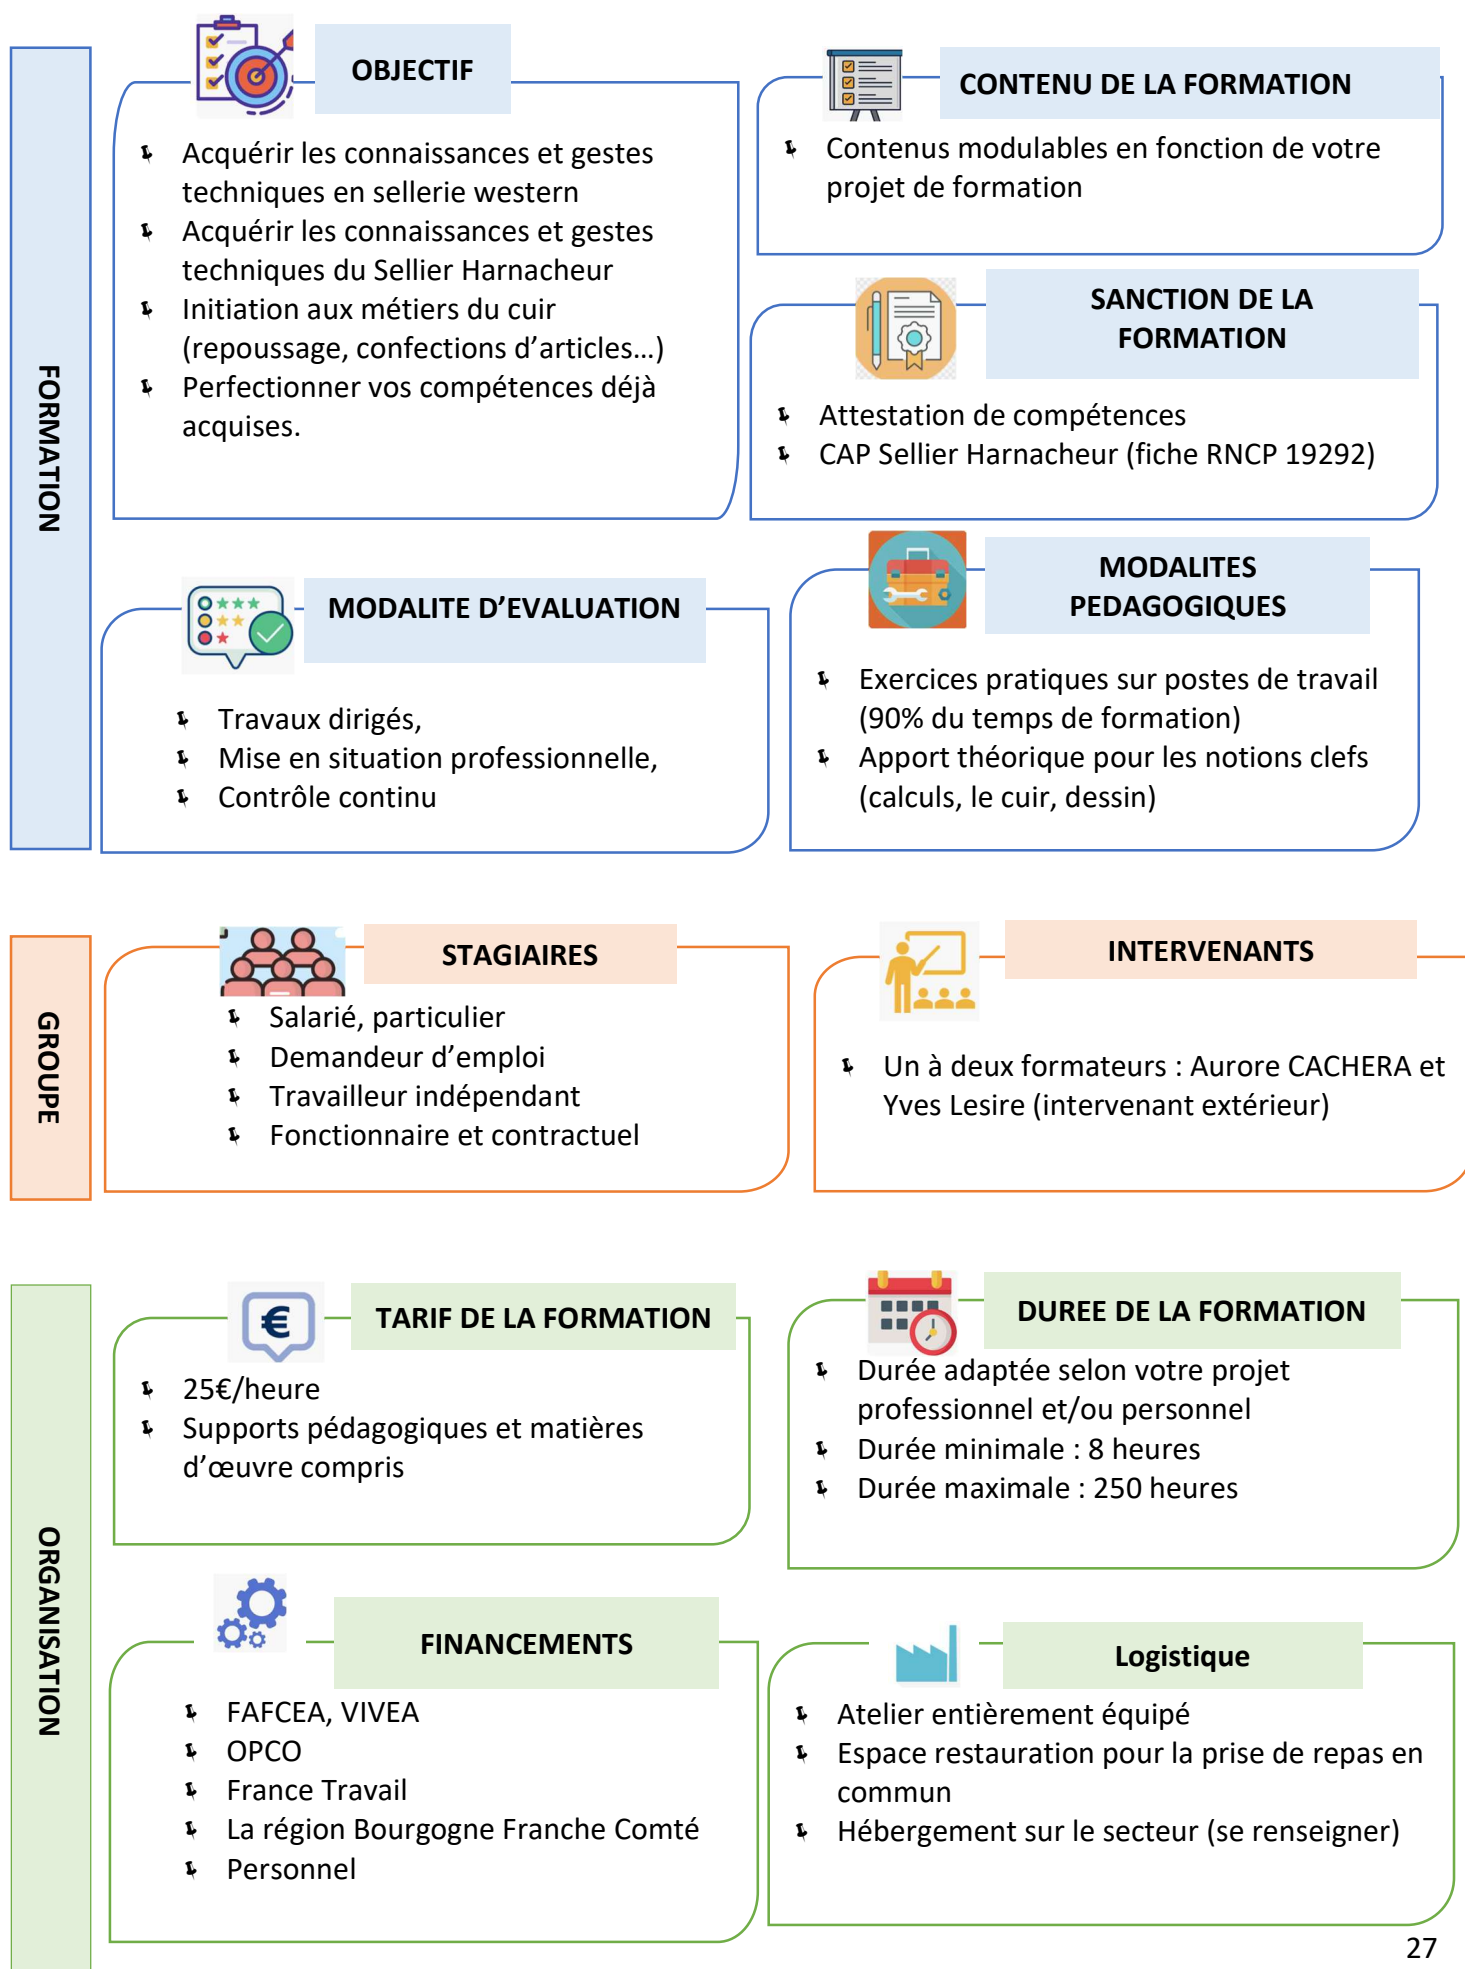 FORMATION
OBJECTIF
Acquérir les connaissances et gestes
techniques en sellerie western
Acquérir les connaissances et gestes
techniques du Sellier Harnacheur
Initiation aux métiers du cuir
(repoussage, confections d’articles…)
Perfectionner vos compétences déjà
acquises.
CONTENU DE LA FORMATION
Contenus modulables en fonction de votre
projet de formation
SANCTION DE LA
FORMATION
Attestation de compétences
CAP Sellier Harnacheur (fiche RNCP 19292)
MODALITE D’EVALUATION
Travaux dirigés,
Mise en situation professionnelle,
Contrôle continu
MODALITES
PEDAGOGIQUES
Exercices pratiques sur postes de travail
(90% du temps de formation)
Apport théorique pour les notions clefs
(calculs, le cuir, dessin)
GROUPE
STAGIAIRES
Salarié, particulier
Demandeur d’emploi
Travailleur indépendant
Fonctionnaire et contractuel
INTERVENANTS
Un à deux formateurs : Aurore CACHERA et
Yves Lesire (intervenant extérieur)
ORGANISATION
€
TARIF DE LA FORMATION
25€/heure
Supports pédagogiques et matières
d’œuvre compris
DUREE DE LA FORMATION
Durée adaptée selon votre projet
professionnel et/ou personnel
Durée minimale : 8 heures
Durée maximale : 250 heures
FINANCEMENTS
FAFCEA, VIVEA
OPCO
France Travail
La région Bourgogne Franche Comté
Personnel
Logistique
Atelier entièrement équipé
Espace restauration pour la prise de repas en
commun
Hébergement sur le secteur (se renseigner)
27